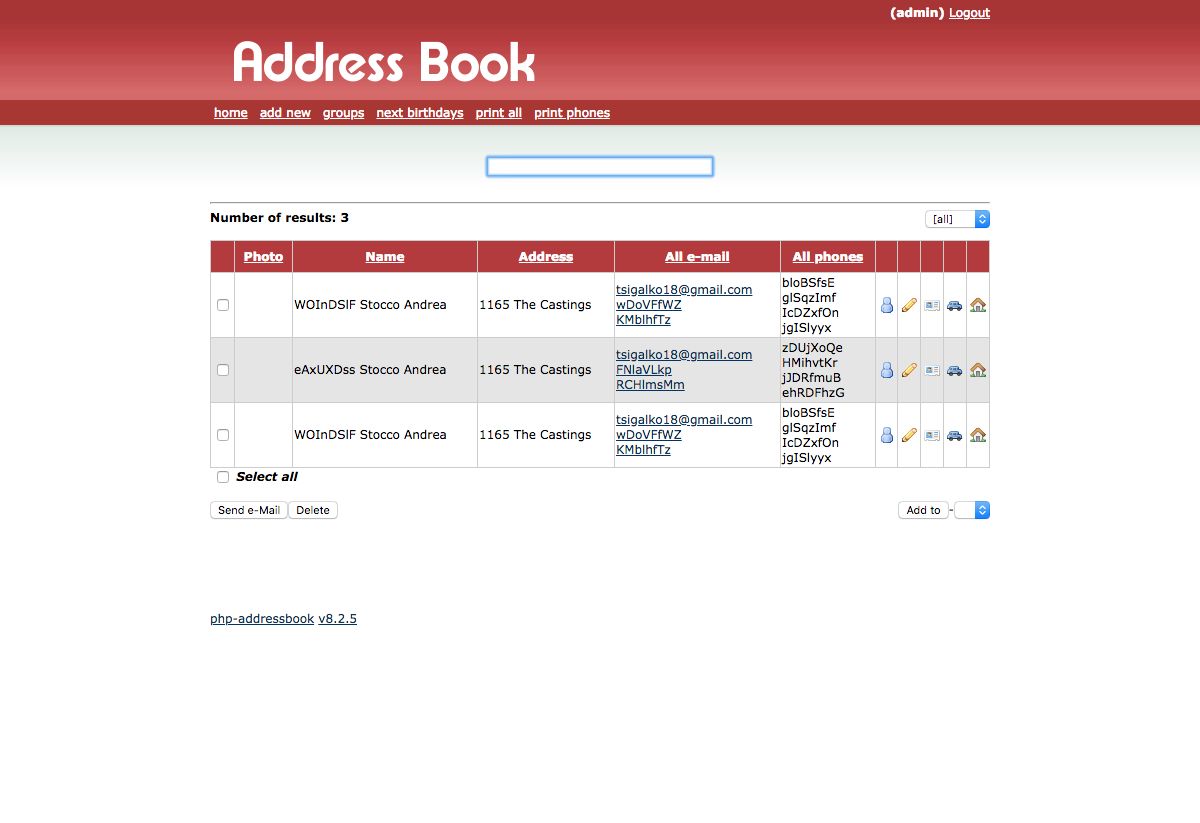 (admin) Logout
Address Book
home add new groups next birthdays print all print phones
Number of results: 3
[all]
Photo Name Address All e-mail All phones
WOInDSlF Stocco Andrea 1165 The Castings
tsigalko18@gmail.com
wDoVFfWZ
KMblhfTz
bloBSfsE
glSqzImf
IcDZxfOn
jgISlyyx
eAxUXDss Stocco Andrea 1165 The Castings
tsigalko18@gmail.com
FNlaVLkp
RCHlmsMm
zDUjXoQe
HMihvtKr
jJDRfmuB
ehRDFhzG
WOInDSlF Stocco Andrea 1165 The Castings
tsigalko18@gmail.com
wDoVFfWZ
KMblhfTz
bloBSfsE
glSqzImf
IcDZxfOn
jgISlyyx
Select all
Send e-Mail Delete Add to -
php-addressbook v8.2.5